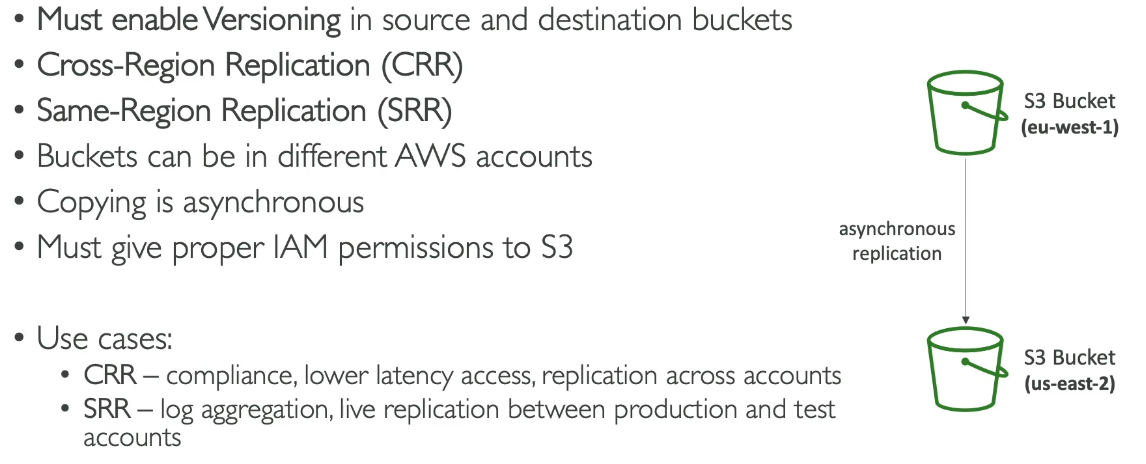 • Must enable Versioning in source and destination buckets
• Cross-Region Replication (CRR)
• Same-Region Replication (SRR)
• Buckets can be in different AWS accounts
• Copying is asynchronous
• Must give proper IAM permissions to S3
• Use cases:
• CRR – compliance, lower latency access, replication across accounts
• SRR – log aggregation, live replication between production and test
accounts
S3 Bucket
(eu-west-1)
asynchronous
replication
S3 Bucket
(us-east-2)